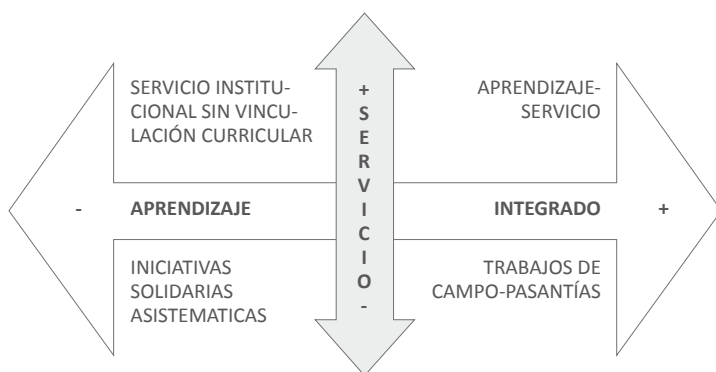 SERVICIO INSTITU-
CIONAL SIN VINCU-
LACIÓN CURRICULAR
+
S
E
R
V
I
C
I
O
-
APRENDIZAJE-
SERVICIO
- APRENDIZAJE
INTEGRADO +
INICIATIVAS
SOLIDARIAS
ASISTEMATICAS
TRABAJOS DE
CAMPO-PASANTÍAS